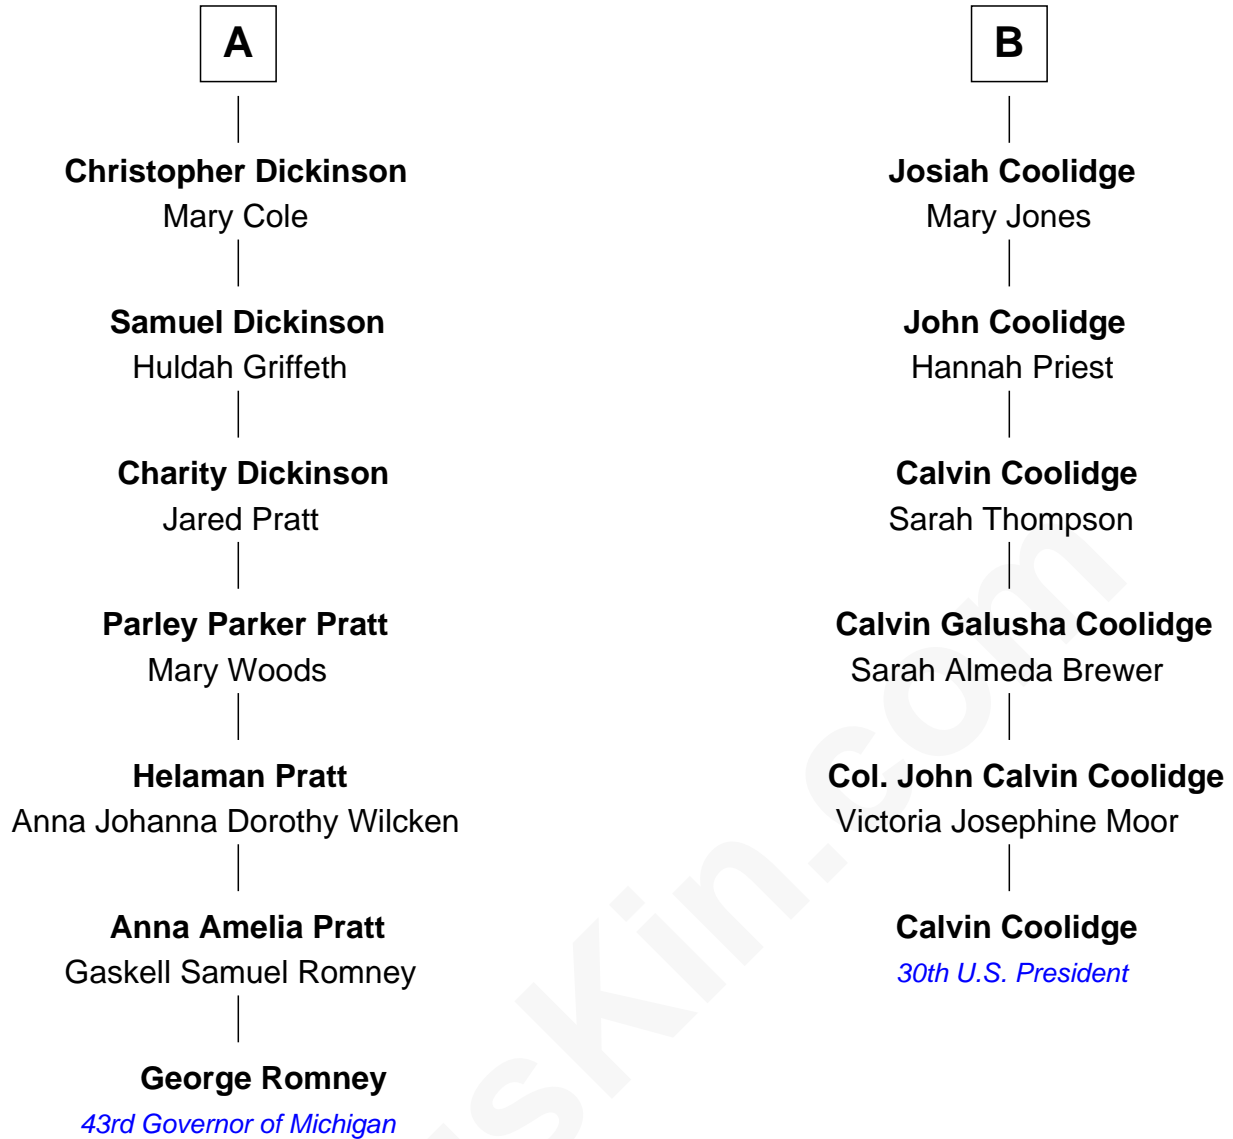 A
Christopher Dickinson
Mary Cole
Samuel Dickinson
Huldah Griffeth
Charity Dickinson
Jared Pratt
Parley Parker Pratt
Mary Woods
Helaman Pratt
Anna Johanna Dorothy Wilcken
Anna Amelia Pratt
Gaskell Samuel Romney
George Romney
43rd Governor of Michigan
B
Josiah Coolidge
Mary Jones
John Coolidge
Hannah Priest
Calvin Coolidge
Sarah Thompson
Calvin Galusha Coolidge
Sarah Almeda Brewer
Col. John Calvin Coolidge
Victoria Josephine Moor
Calvin Coolidge
30th U.S. President